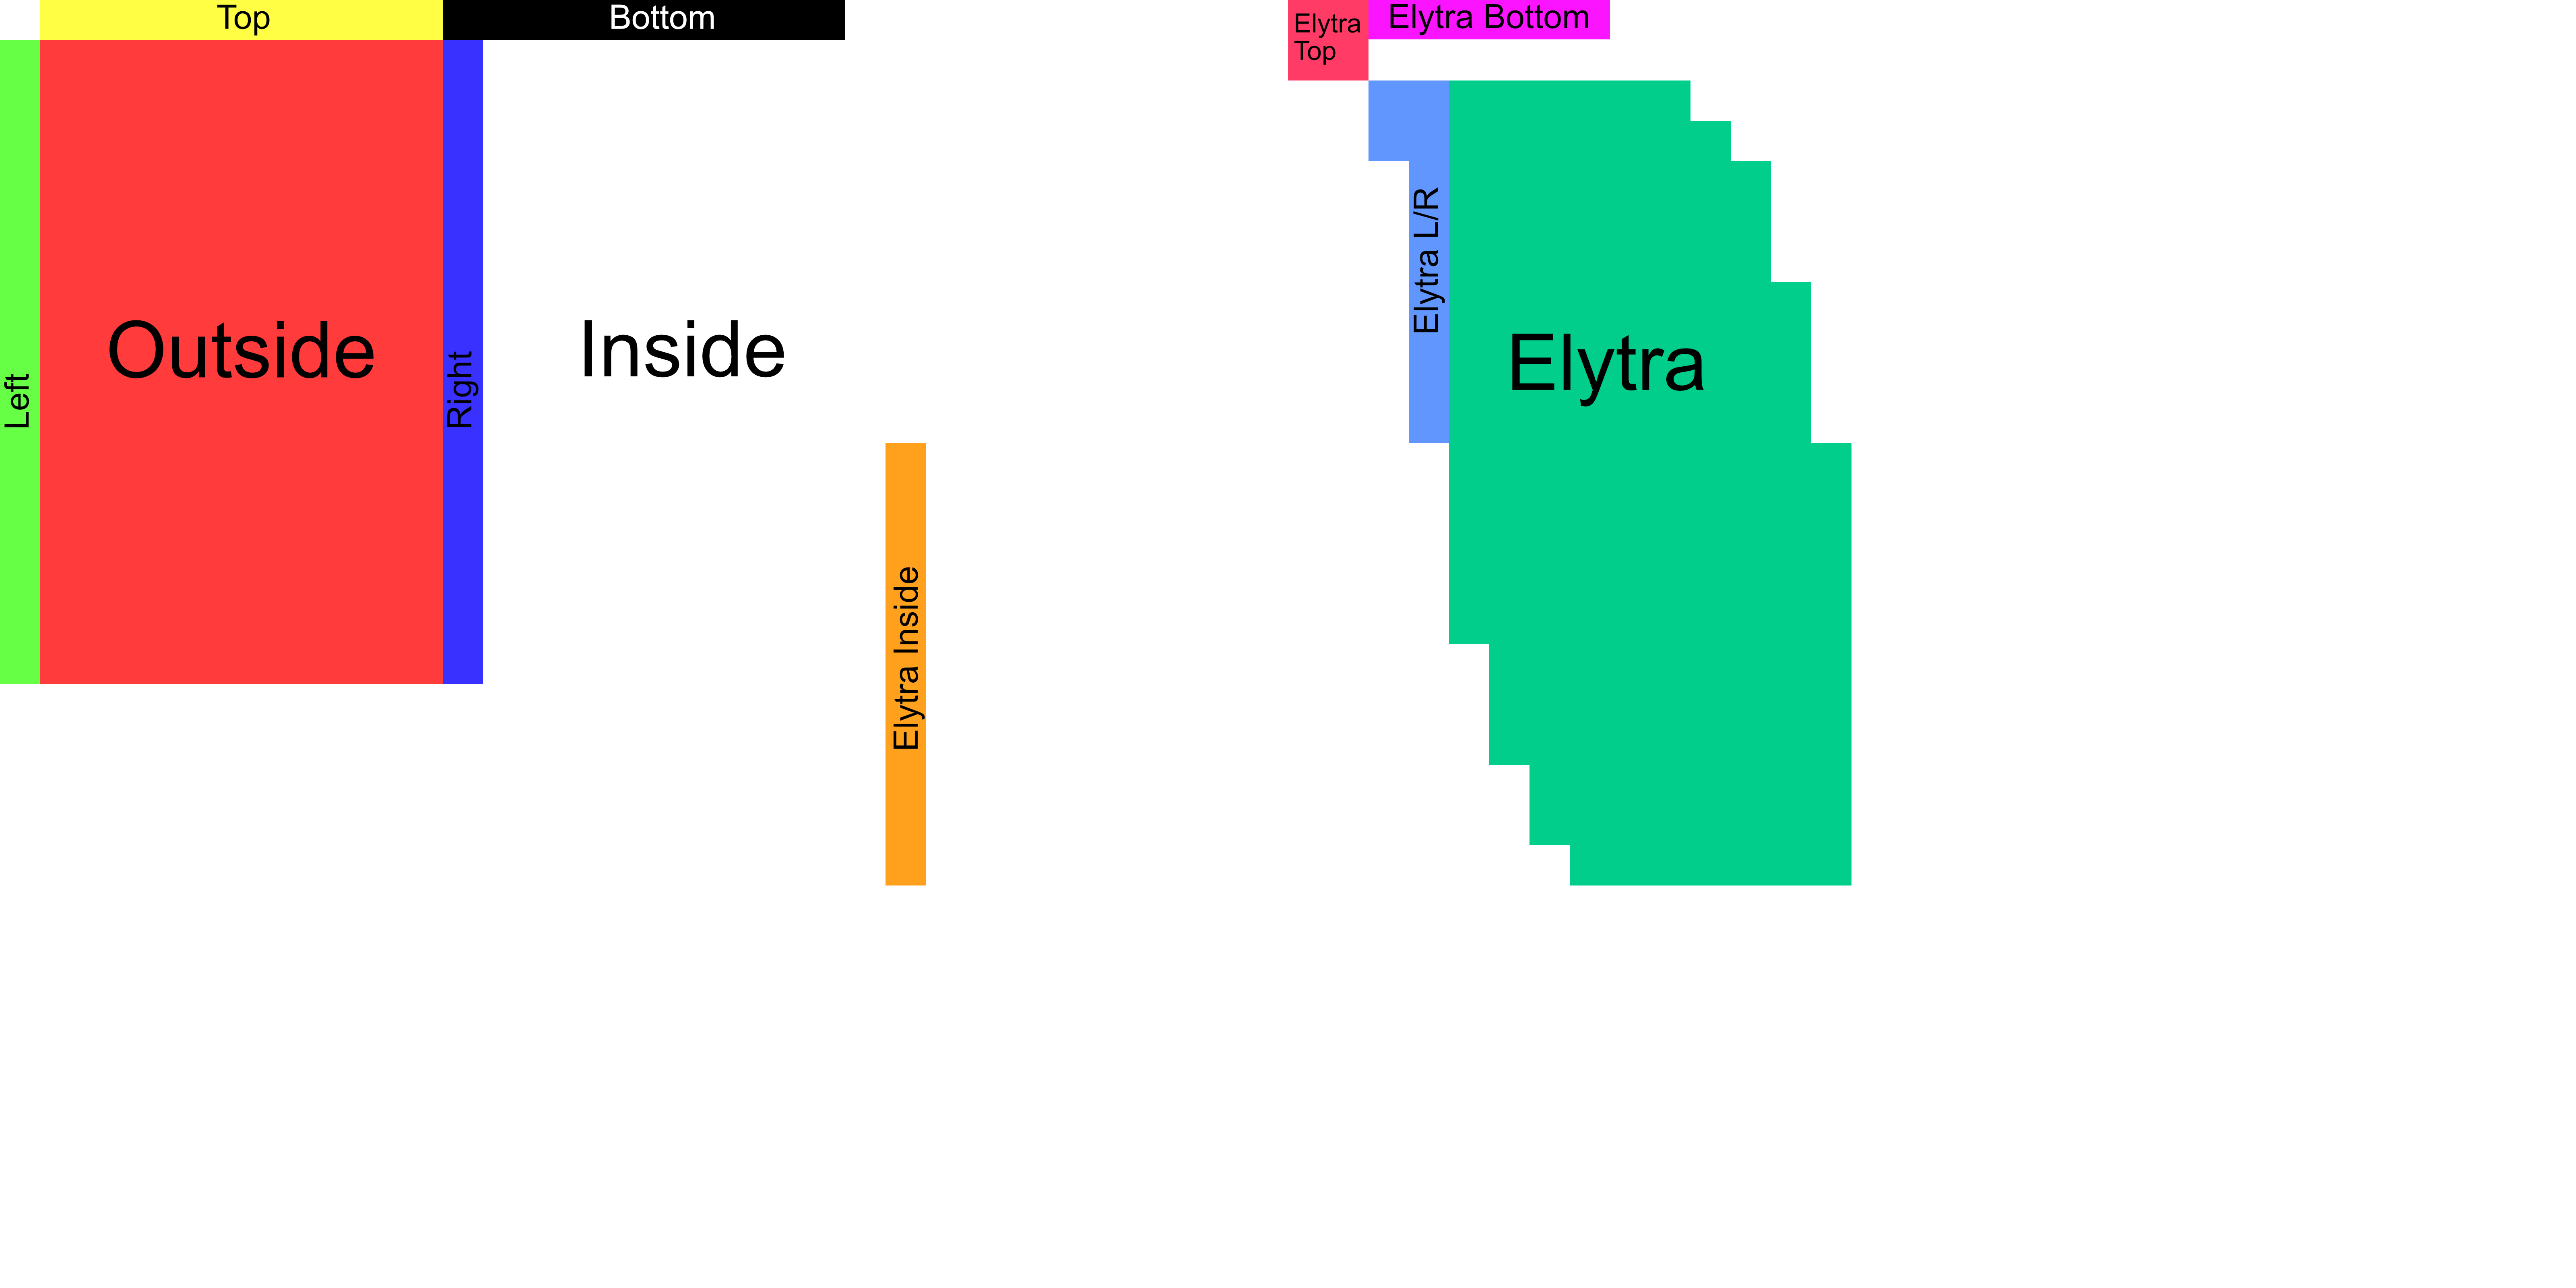 Top
Bottom
Elytra
Top
Elytra Bottom
Left
Outside
Right
Inside
Elytra Inside
Elytra L/R
Elytra